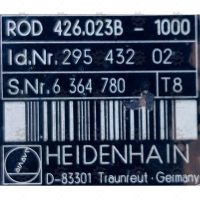 ROD 426.023B - 1000
Id.Nr. 295 432 02
S.Nr. 6 364 780 T8
HEIDENHAIN
D-83301 Traunreut · Germany